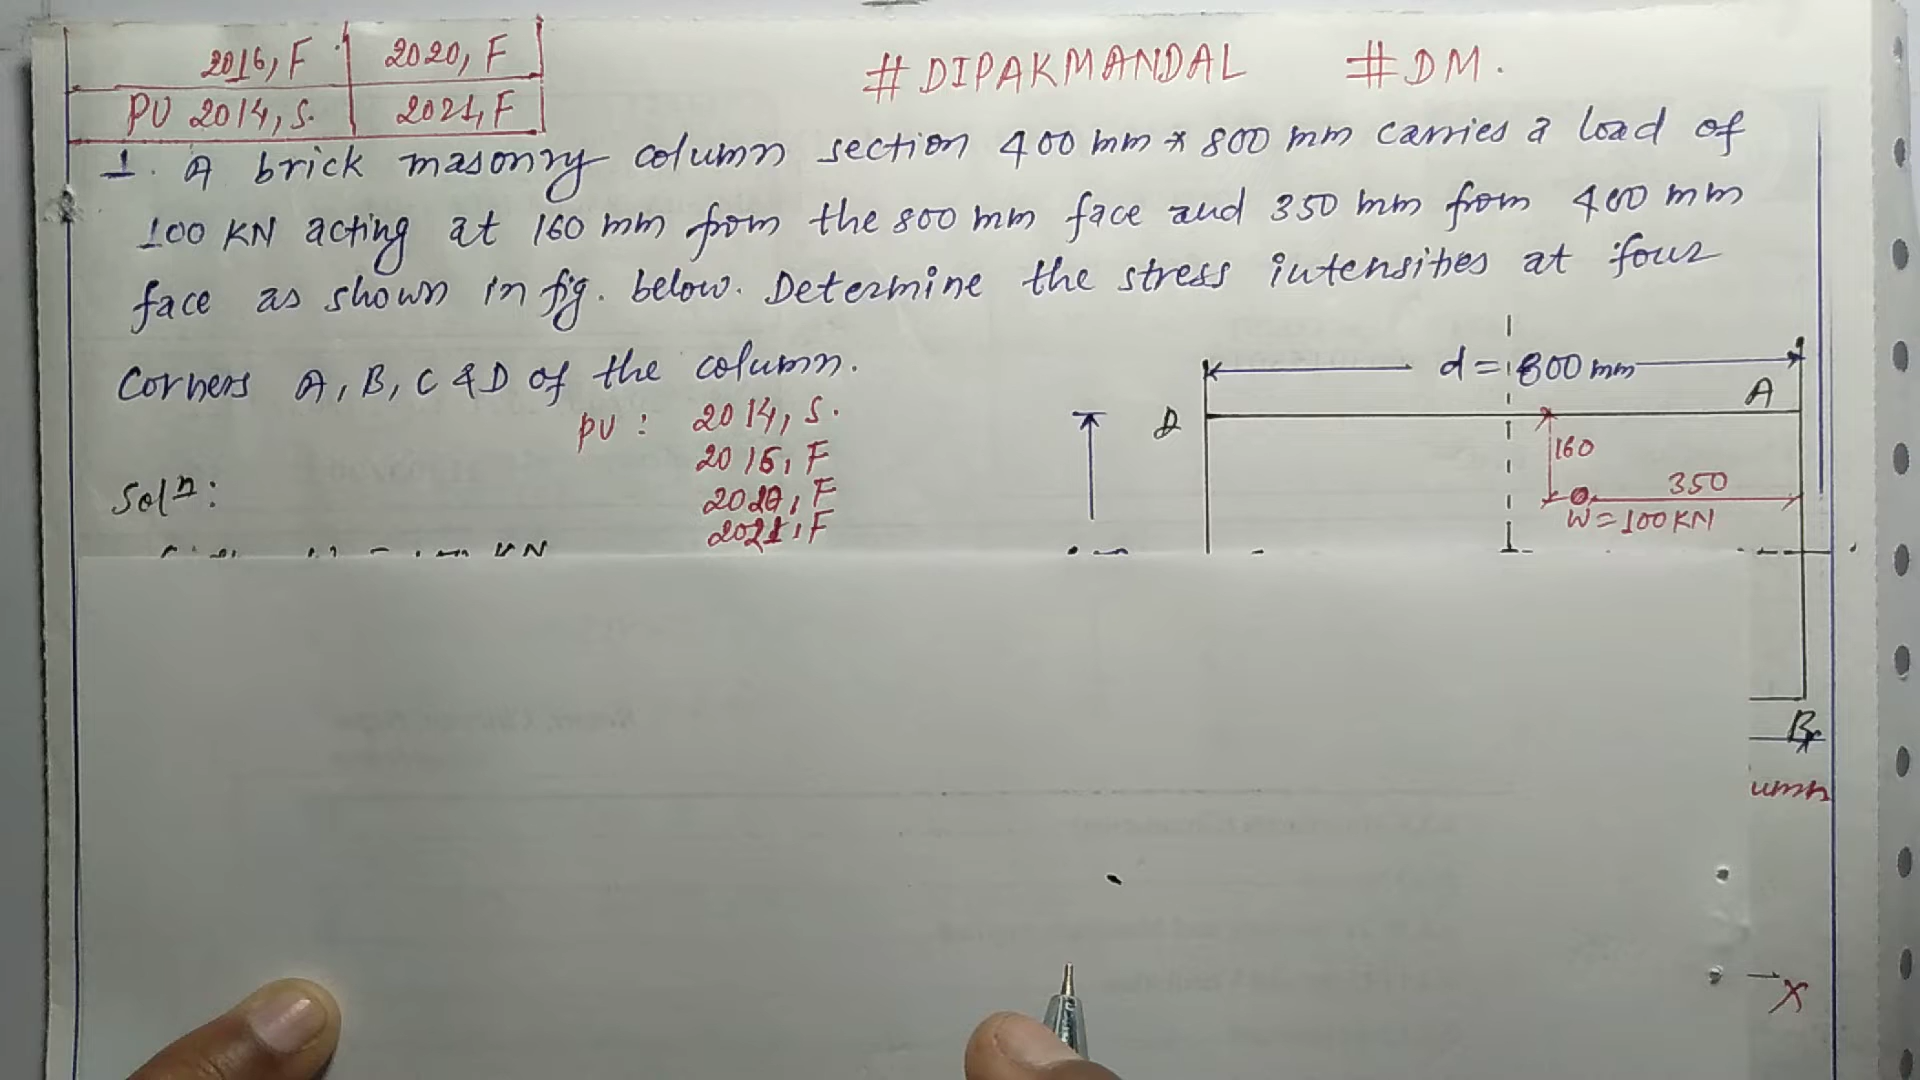 2016, F 2020, F
PU 2014, S. 2021, F
#DIPAKMANDAL #DM.
1. A brick masonry column section 400 mm * 800 mm carries a load of
100 KN acting at 160 mm from the 800 mm face and 350 mm from 400 mm
face as shown in fig. below. Determine the stress intensities at four
Corners A, B, C & D of the column.
PU : 2014, S.
2016, F
2020, F
2021, F
Solⁿ:
d = 800 mm
D
A
160
350
W = 100 KN
B
umn
X